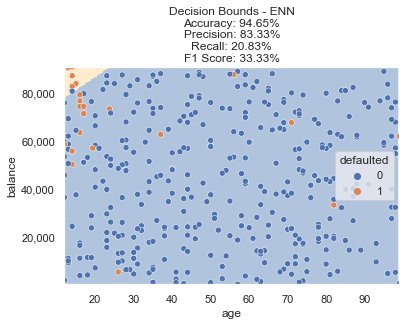 Decision Bounds - ENN
Accuracy: 94.65%
Precision: 83.33%
Recall: 20.83%
F1 Score: 33.33%
80,000
60,000
40,000
20,000
balance
defaulted
0
1
20 30 40 50 60 70 80 90
age